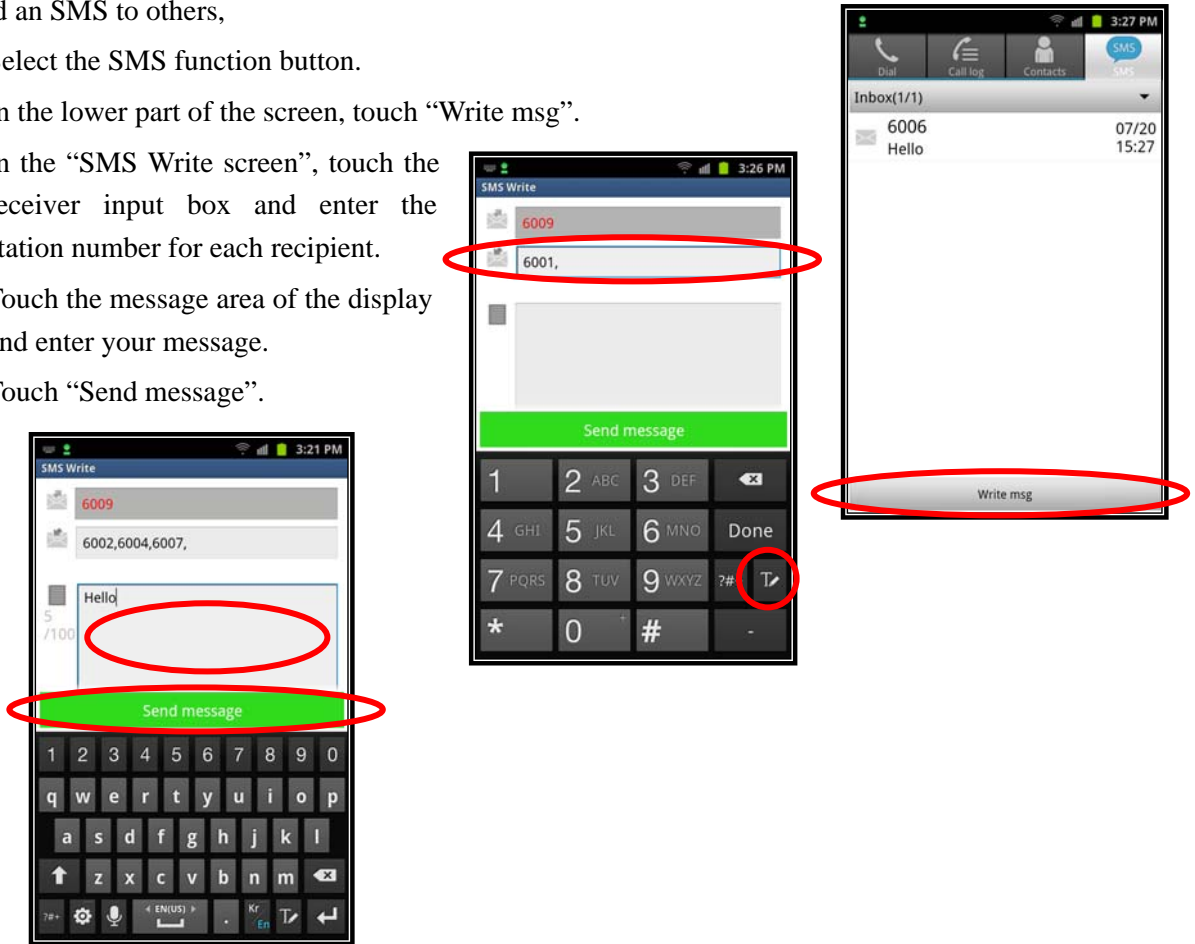 d an SMS to others,
elect the SMS function button.
n the lower part of the screen, touch “Write msg”.
n the “SMS Write screen”, touch the
eceiver input box and enter the
tation number for each recipient.
Touch the message area of the display
nd enter your message.
Touch “Send message”.
3:27 PM
Dial Call log Contacts SMS SMS
Inbox(1/1)
6006 07/20
Hello 15:27
Write msg
3:26 PM
SMS Write
6009
6001,
Send message
1 2 ABC 3 DEF
4 GHI 5 JKL 6 MNO Done
7 PQRS 8 TUV 9 WXYZ ?#
* 0 + # -
3:21 PM
SMS Write
6009
6002,6004,6007,
Hello
5
/100
Send message
1 2 3 4 5 6 7 8 9 0
q w e r t y u i o p
a s d f g h j k l
z x c v b n m
?#+ EN(US) . Kr En T